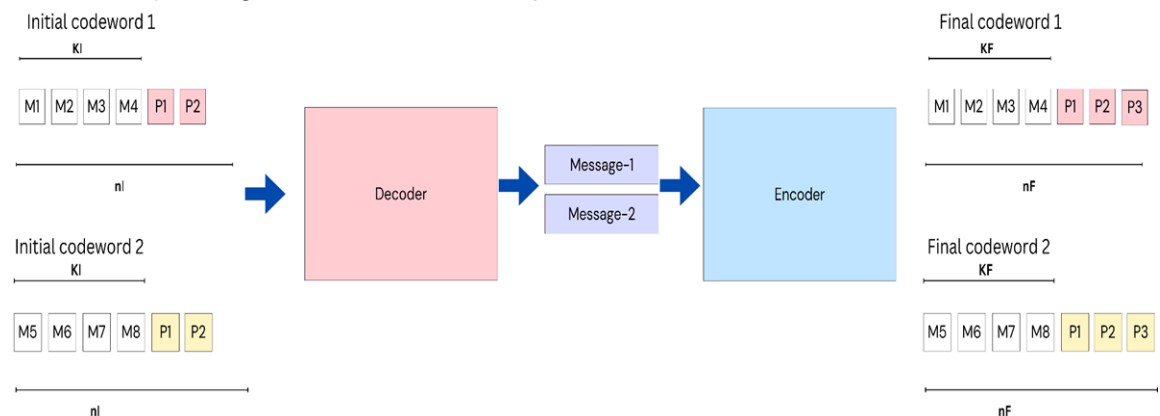 Initial codeword 1
KI
M1 M2 M3 M4 P1 P2
nI
Initial codeword 2
KI
M5 M6 M7 M8 P1 P2
nI
Decoder
Message-1
Message-2
Encoder
Final codeword 1
KF
M1 M2 M3 M4 P1 P2 P3
nF
Final codeword 2
KF
M5 M6 M7 M8 P1 P2 P3
nF